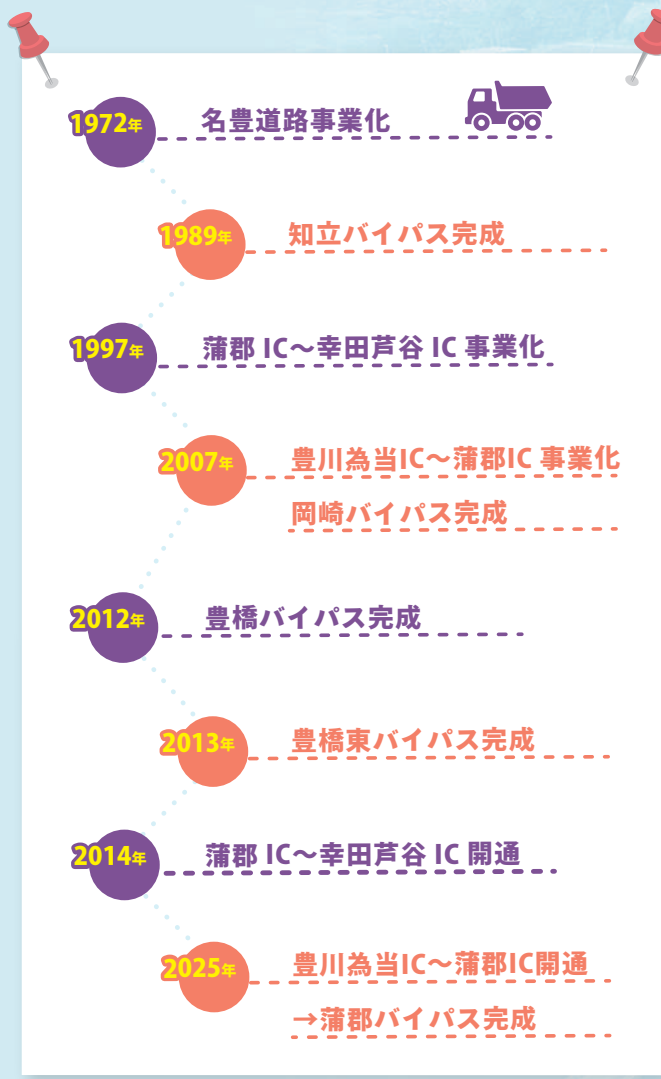 1972年 名豊道路事業化
1989年 知立バイパス完成
1997年 蒲郡 IC〜幸田芦谷 IC 事業化
2007年 豊川為当IC〜蒲郡IC 事業化
岡崎バイパス完成
2012年 豊橋バイパス完成
2013年 豊橋東バイパス完成
2014年 蒲郡 IC〜幸田芦谷 IC 開通
2025年 豊川為当IC〜蒲郡IC開通
→蒲郡バイパス完成